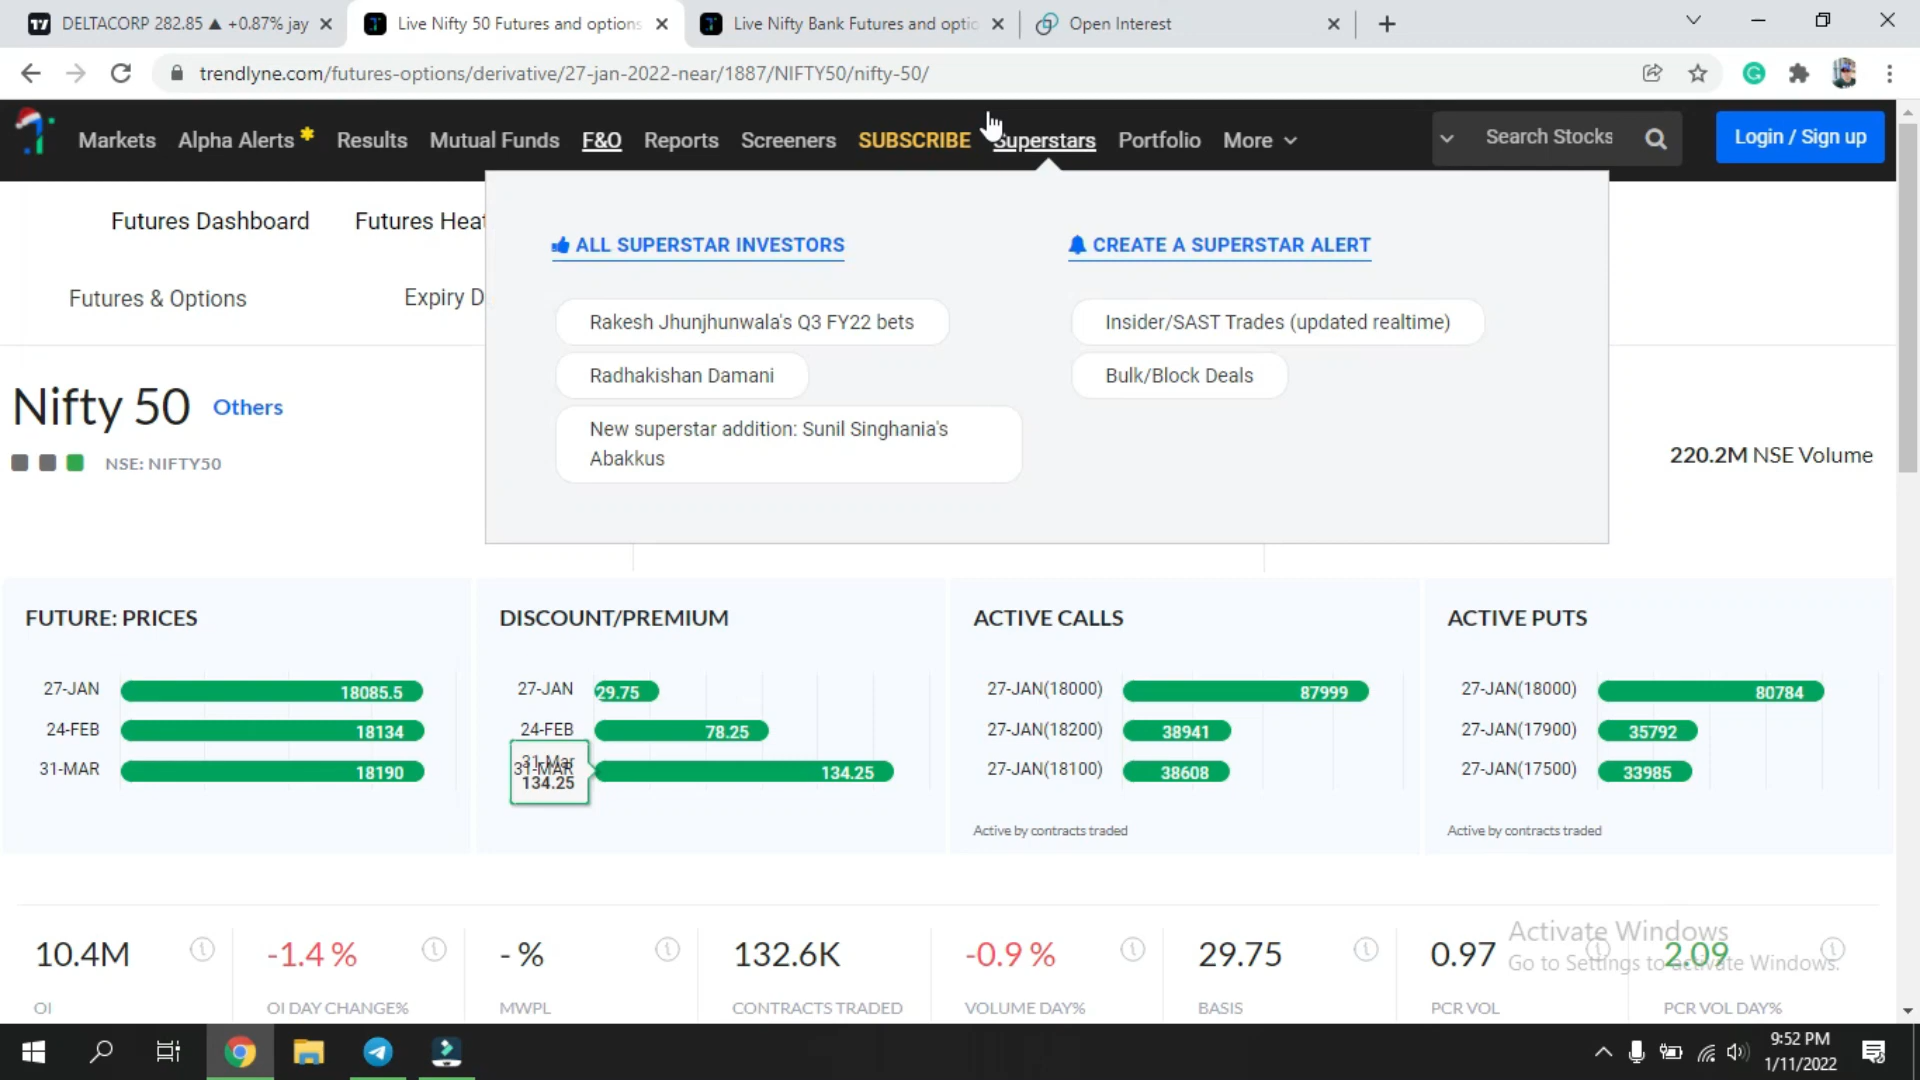 DELTACORP 282.85 ▲ +0.87% jay
Live Nifty 50 Futures and options
Live Nifty Bank Futures and optio
Open Interest
trendlyne.com/futures-options/derivative/27-jan-2022-near/1887/NIFTY50/nifty-50/
Markets Alpha Alerts Results Mutual Funds F&O Reports Screeners SUBSCRIBE Superstars Portfolio More
Search Stocks
Login / Sign up
Futures Dashboard Futures Heat
Futures & Options Expiry D
ALL SUPERSTAR INVESTORS
Rakesh Jhunjhunwala's Q3 FY22 bets
Radhakishan Damani
New superstar addition: Sunil Singhania's
Abakkus
CREATE A SUPERSTAR ALERT
Insider/SAST Trades (updated realtime)
Bulk/Block Deals
Nifty 50 Others
NSE: NIFTY50
220.2M NSE Volume
FUTURE: PRICES
27-JAN 18085.5
24-FEB 18134
31-MAR 18190
DISCOUNT/PREMIUM
27-JAN 29.75
24-FEB 78.25
31-MAR 134.25
31-Mar
134.25
ACTIVE CALLS
27-JAN(18000) 87999
27-JAN(18200) 38941
27-JAN(18100) 38608
Active by contracts traded
ACTIVE PUTS
27-JAN(18000) 80784
27-JAN(17900) 35792
27-JAN(17500) 33985
Active by contracts traded
10.4M
OI
-1.4 %
OI DAY CHANGE%
- %
MWPL
132.6K
CONTRACTS TRADED
-0.9 %
VOLUME DAY%
29.75
BASIS
0.97
PCR VOL
2.09
PCR VOL DAY%
Activate Windows
Go to Settings to activate Windows.
9:52 PM
1/11/2022